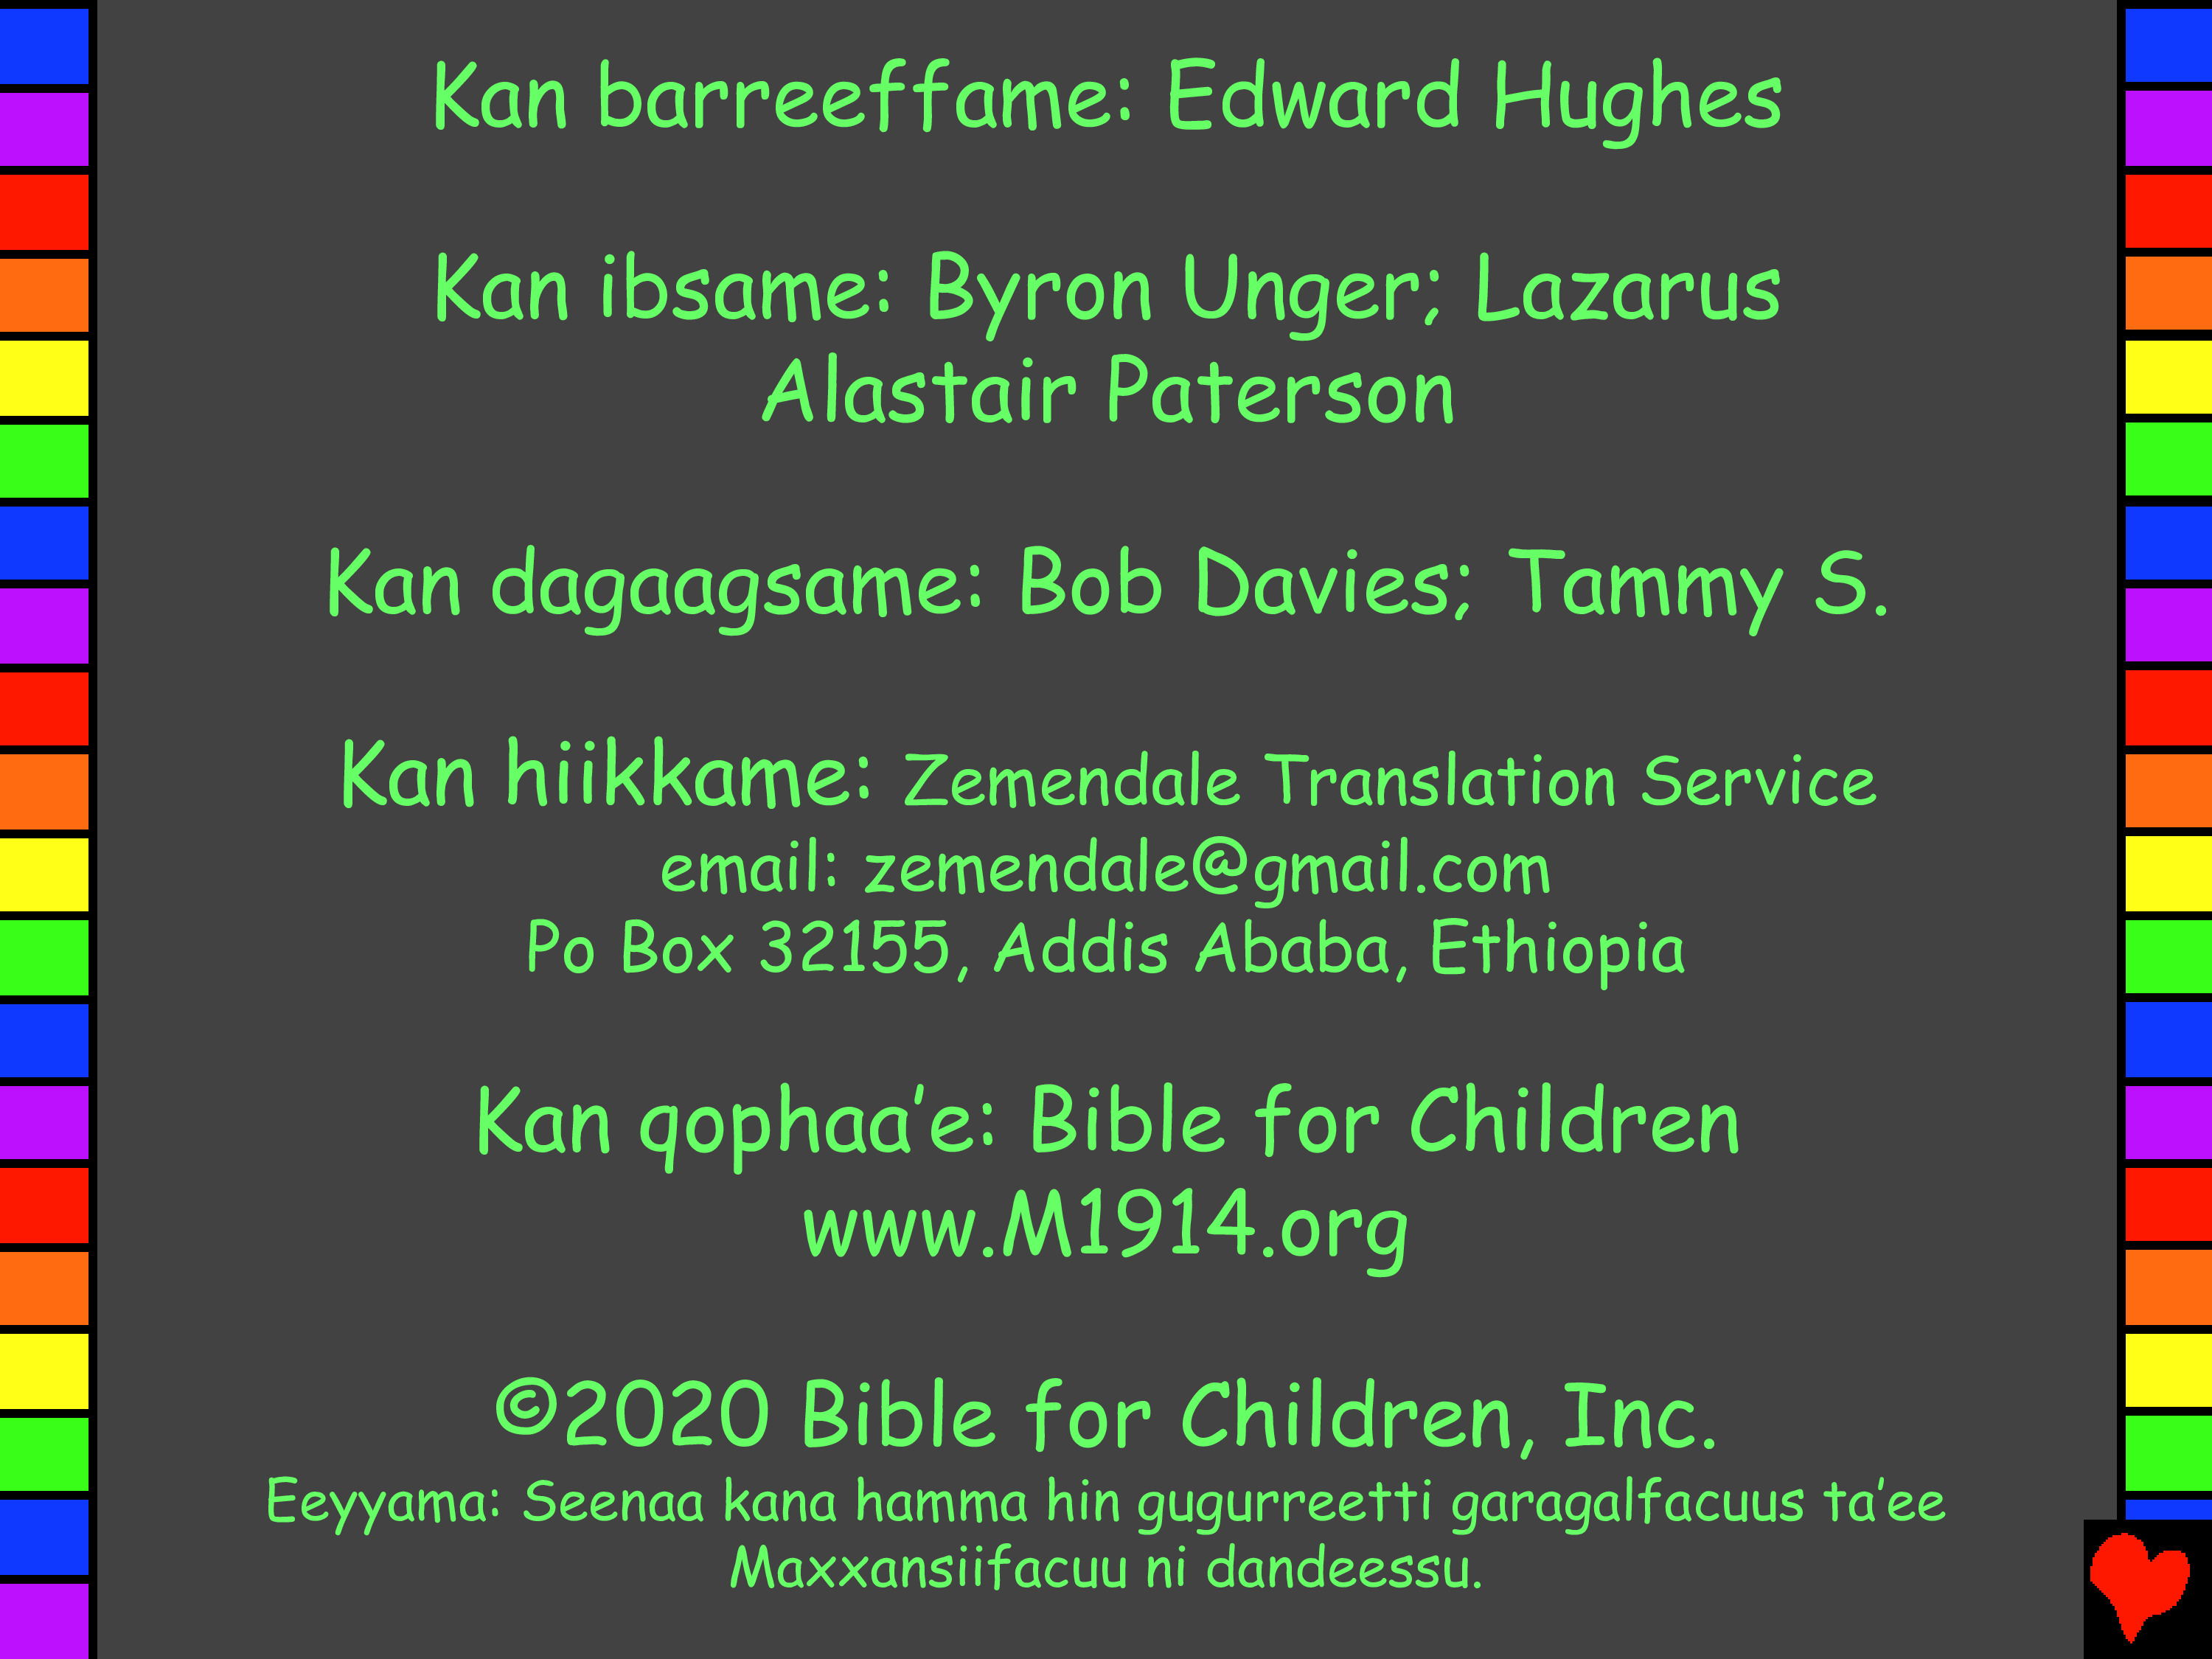 Kan barreeffame: Edward Hughes
Kan ibsame: Byron Unger; Lazarus
Alastair Paterson
Kan dagaagsame: Bob Davies; Tammy S.
Kan hiikkame: Zemendale Translation Service
email: zemendale@gmail.com
Po Box 32155, Addis Ababa, Ethiopia
Kan qophaa'e: Bible for Children
www.M1914.org
©2020 Bible for Children, Inc.
Eeyyama: Seenaa kana hamma hin gugurreetti garagalfacuus ta'ee
Maxxansiifacuu ni dandeessu.